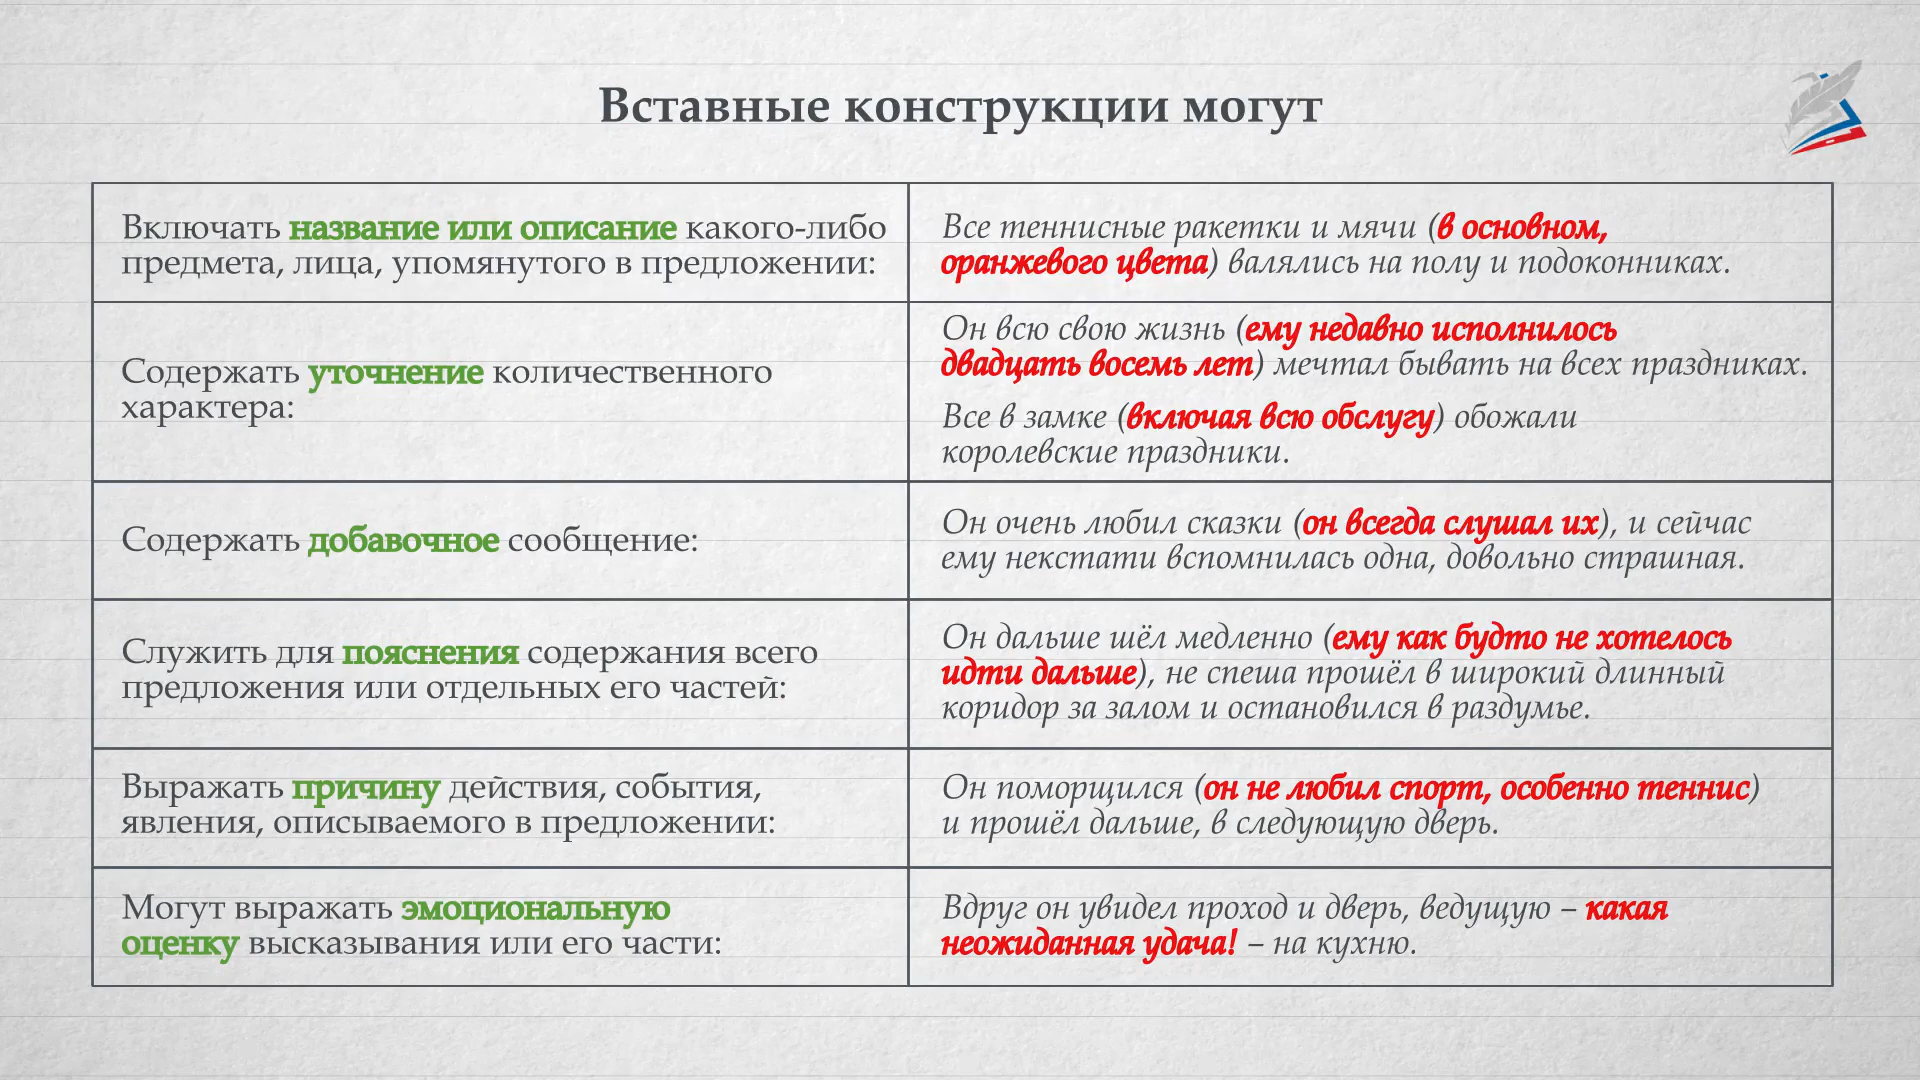 Вставные конструкции могут
Включать название или описание какого-либо
предмета, лица, упомянутого в предложении:
Все теннисные ракетки и мячи (в основном,
оранжевого цвета) валялись на полу и подоконниках.
Содержать уточнение количественного
характера:
Он всю свою жизнь (ему недавно исполнилось
двадцать восемь лет) мечтал бывать на всех праздниках.
Все в замке (включая всю обслугу) обожали
королевские праздники.
Содержать добавочное сообщение:
Он очень любил сказки (он всегда слушал их), и сейчас
ему некстати вспомнилась одна, довольно страшная.
Служить для пояснения содержания всего
предложения или отдельных его частей:
Он дальше шёл медленно (ему как будто не хотелось
идти дальше), не спеша прошёл в широкий длинный
коридор за залом и остановился в раздумье.
Выражать причину действия, события,
явления, описываемого в предложении:
Он поморщился (он не любил спорт, особенно теннис)
и прошёл дальше, в следующую дверь.
Могут выражать эмоциональную
оценку высказывания или его части:
Вдруг он увидел проход и дверь, ведущую – какая
неожиданная удача! – на кухню.